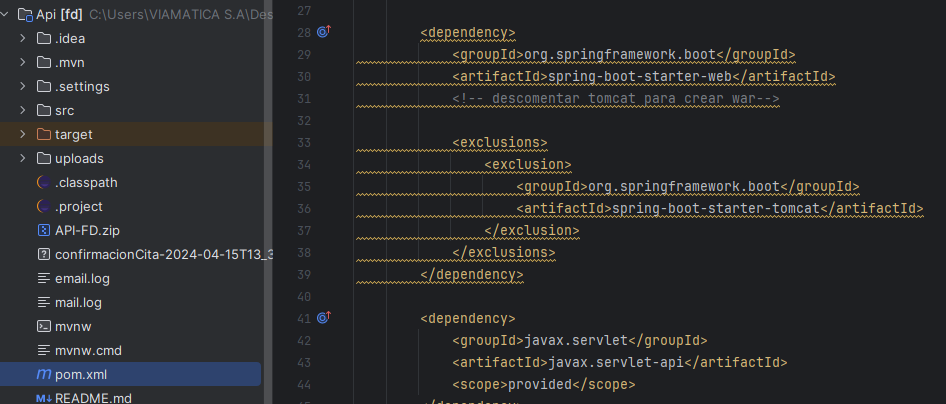 Api [fd] C:\Users\VIAMATICA S.A\Des
.idea
.mvn
.settings
src
target
uploads
.classpath
.project
API-FD.zip
confirmacionCita-2024-04-15T13_3
email.log
mail.log
mvnw
mvnw.cmd
pom.xml
README.md
27
28 <dependency>
29 <groupId>org.springframework.boot</groupId>
30 <artifactId>spring-boot-starter-web</artifactId>
31 <!-- descomentar tomcat para crear war-->
32
33 <exclusions>
34 <exclusion>
35 <groupId>org.springframework.boot</groupId>
36 <artifactId>spring-boot-starter-tomcat</artifactId>
37 </exclusion>
38 </exclusions>
39 </dependency>
40
41 <dependency>
42 <groupId>javax.servlet</groupId>
43 <artifactId>javax.servlet-api</artifactId>
44 <scope>provided</scope>